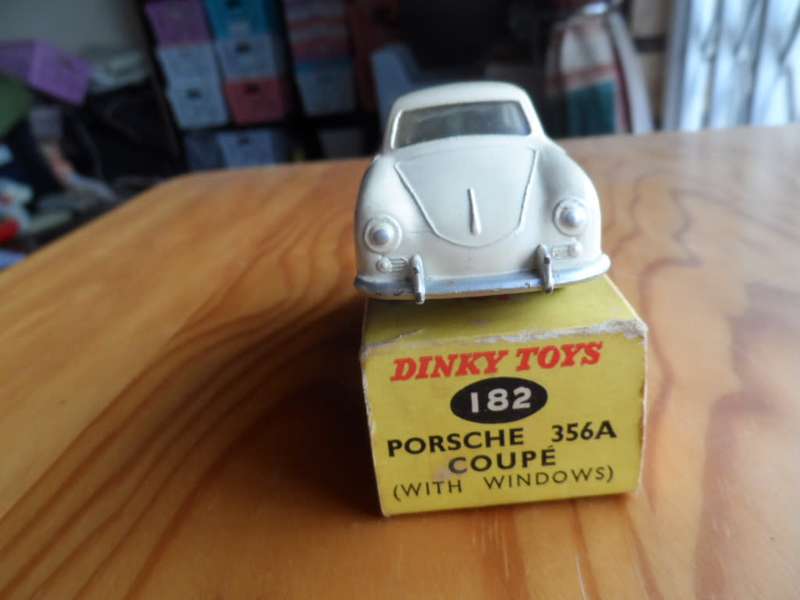 DINKY TOYS
182
PORSCHE 356A
COUPÉ
(WITH WINDOWS)